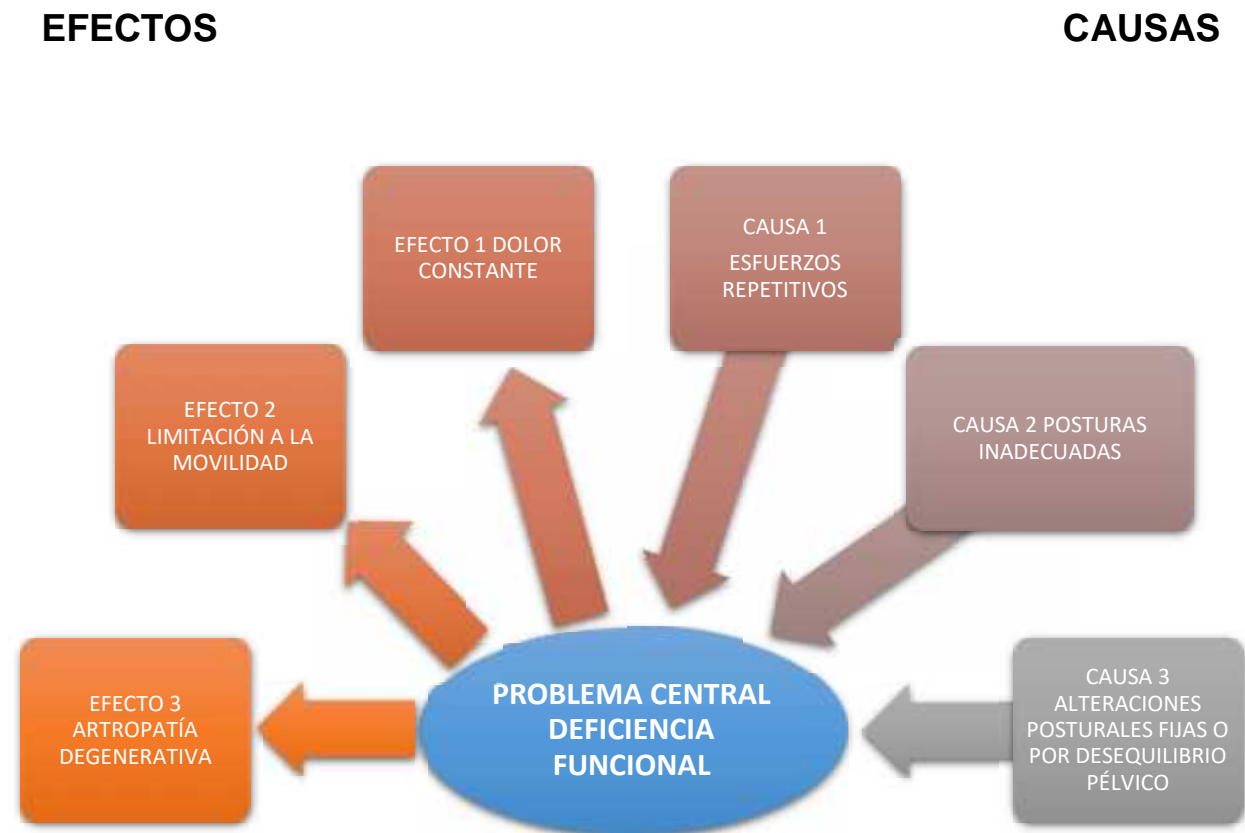 EFECTOS
CAUSAS
EFECTO 1 DOLOR
CONSTANTE
CAUSA 1
ESFUERZOS
REPETITIVOS
EFECTO 2
LIMITACIÓN A LA
MOVILIDAD
CAUSA 2 POSTURAS
INADECUADAS
EFECTO 3
ARTROPATÍA
DEGENERATIVA
PROBLEMA CENTRAL
DEFICIENCIA
FUNCIONAL
CAUSA 3
ALTERACIONES
POSTURALES FIJAS O
POR DESEQUILIBRIO
PÉLVICO